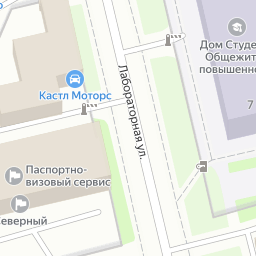 Дом Студе
Общежит
повышенно
7
Кастл Моторс
Лабораторная ул.
Паспортно-
визовый сервис
еверный